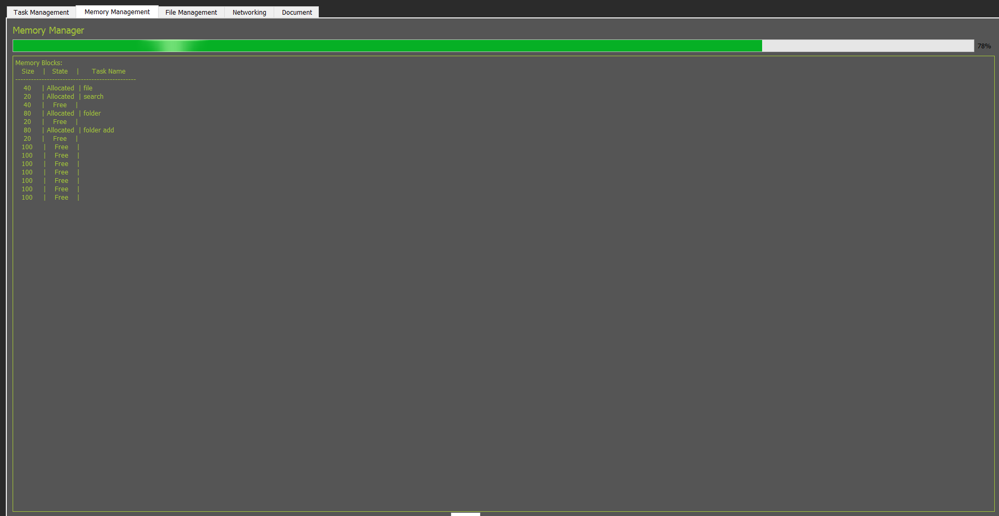 Task Management Memory Management File Management Networking Document
Memory Manager
78%
Memory Blocks:
Size | State | Task Name
----------------------------------------------
40 | Allocated | file
20 | Allocated | search
40 | Free |
80 | Allocated | folder
20 | Free |
80 | Allocated | folder add
20 | Free |
100 | Free |
100 | Free |
100 | Free |
100 | Free |
100 | Free |
100 | Free |
100 | Free |